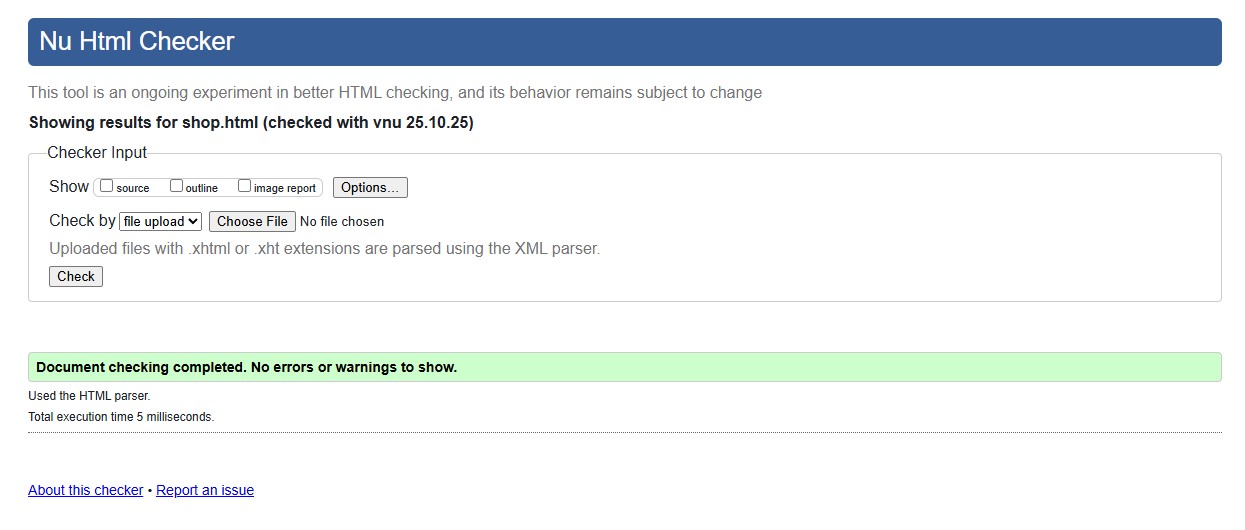 Nu Html Checker
This tool is an ongoing experiment in better HTML checking, and its behavior remains subject to change
Showing results for shop.html (checked with vnu 25.10.25)
Checker Input
Show source outline image report Options...
Check by file upload Choose File No file chosen
Uploaded files with .xhtml or .xht extensions are parsed using the XML parser.
Check
Document checking completed. No errors or warnings to show.
Used the HTML parser.
Total execution time 5 milliseconds.
About this checker • Report an issue